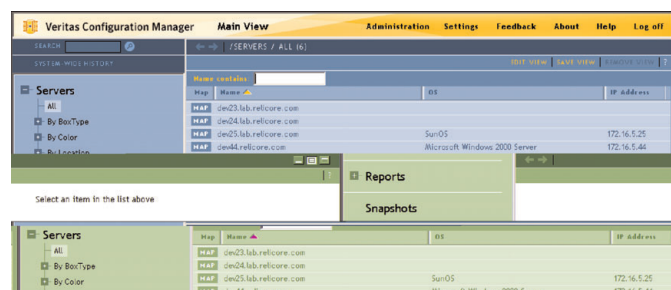 Veritas Configuration Manager Main View Administration Settings Feedback About Help Log off
SEARCH /SERVERS / ALL (6)
SYSTEM-WIDE HISTORY EDIT VIEW SAVE VIEW REMOVE VIEW ?
Name contains:
Servers Map Name OS IP Address
All MAP dev23.lab.relicore.com
MAP dev24.lab.relicore.com
By BoxType MAP dev25.lab.relicore.com SunOS 172.16.5.25
By Color MAP dev44.relicore.com Microsoft Windows 2000 Server 172.16.5.44
By Location
?
Reports
Select an item in the list above
Snapshots
Servers Map Name OS IP Address
All MAP dev23.lab.relicore.com
MAP dev24.lab.relicore.com
By BoxType MAP dev25.lab.relicore.com SunOS 172.16.5.25
By Color